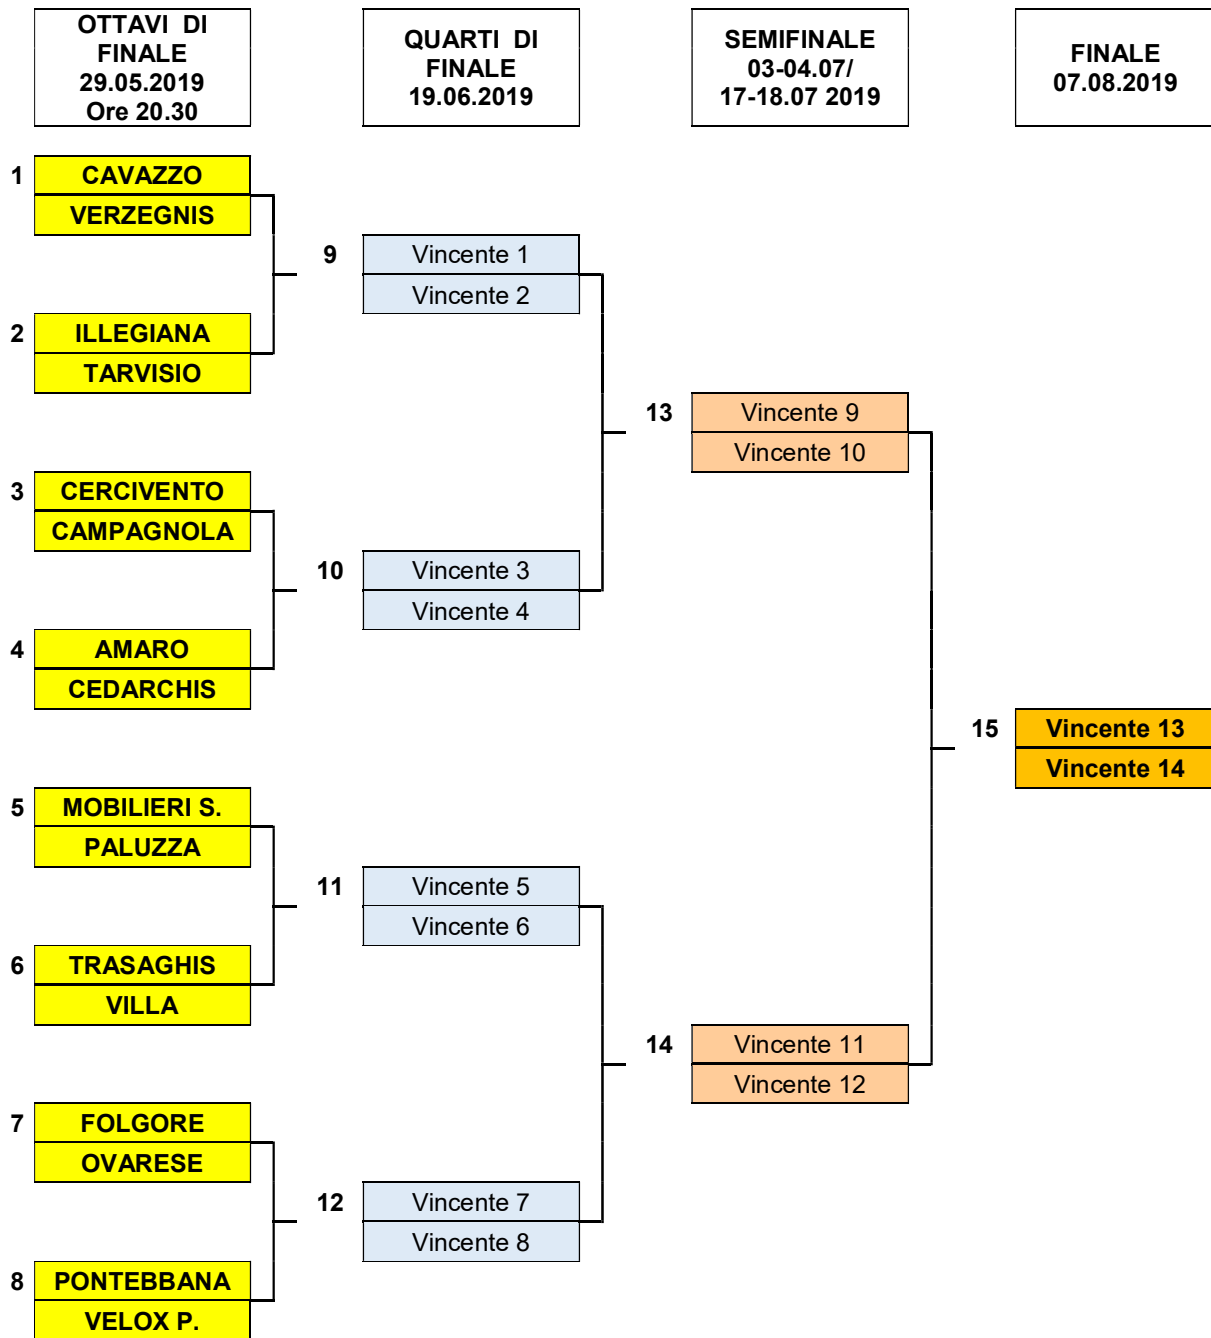 OTTAVI DI
FINALE
29.05.2019
Ore 20.30
QUARTI DI
FINALE
19.06.2019
SEMIFINALE
03-04.07/
17-18.07 2019
FINALE
07.08.2019
1 CAVAZZO
VERZEGNIS
9 Vincente 1
Vincente 2
2 ILLEGIANA
TARVISIO
13 Vincente 9
Vincente 10
3 CERCIVENTO
CAMPAGNOLA
10 Vincente 3
Vincente 4
4 AMARO
CEDARCHIS
15 Vincente 13
Vincente 14
5 MOBILIERI S.
PALUZZA
11 Vincente 5
Vincente 6
6 TRASAGHIS
VILLA
14 Vincente 11
Vincente 12
7 FOLGORE
OVARESE
12 Vincente 7
Vincente 8
8 PONTEBBANA
VELOX P.